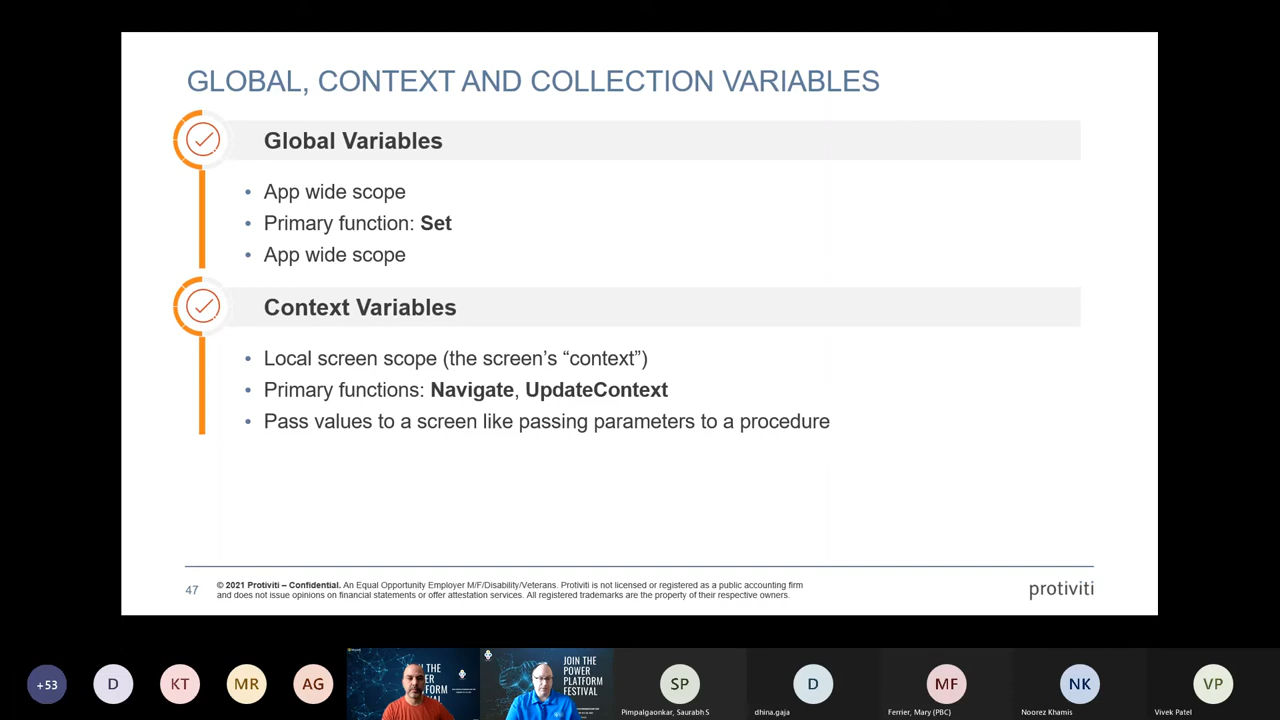 GLOBAL, CONTEXT AND COLLECTION VARIABLES
Global Variables
• App wide scope
• Primary function: Set
• App wide scope
Context Variables
• Local screen scope (the screen's “context”)
• Primary functions: Navigate, UpdateContext
• Pass values to a screen like passing parameters to a procedure
47
© 2021 Protiviti – Confidential. An Equal Opportunity Employer M/F/Disability/Veterans. Protiviti is not licensed or registered as a public accounting firm
and does not issue opinions on financial statements or offer attestation services. All registered trademarks are the property of their respective owners.
protiviti
+53
D
KT
MR
AG
JOIN THE
POWER
PLATFORM
FESTIVAL
SP
Pimpalgaonkar, Saurabh S
D
dhina.gaja
MF
Ferrier, Mary (PBC)
NK
Noorez Khamis
VP
Vivek Patel